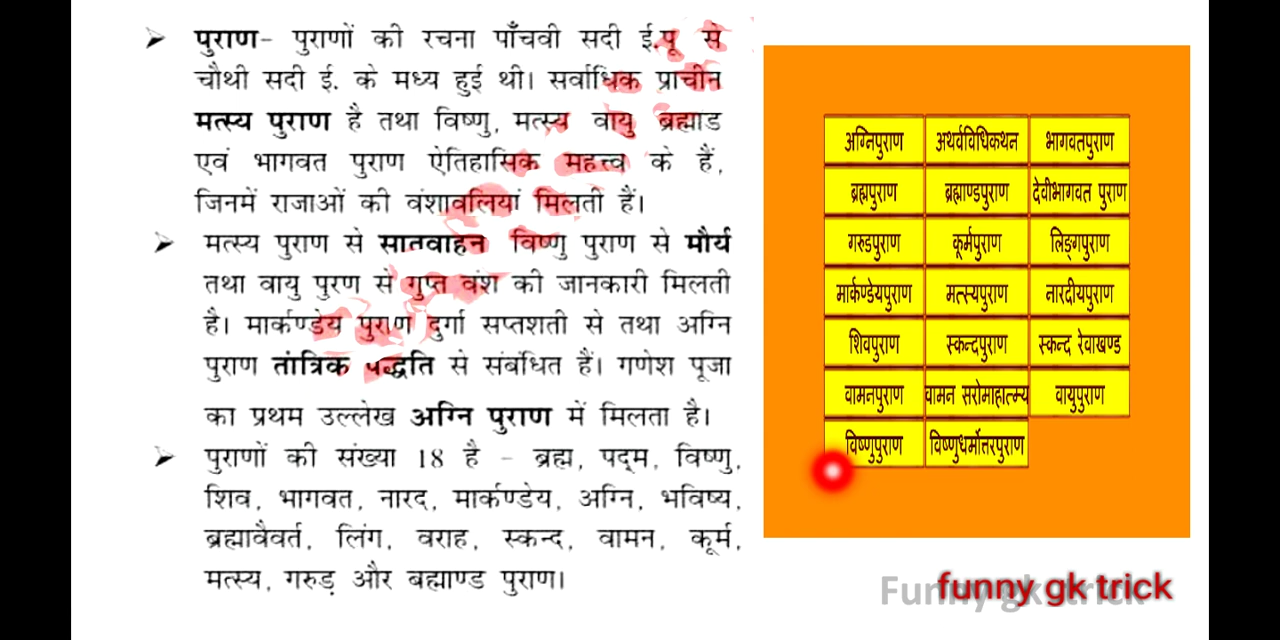 पुराण- पुराणों की रचना पाँचवी सदी ई.पू से
चौथी सदी ई. के मध्य हुई थी। सर्वाधिक प्राचीन
मत्स्य पुराण है तथा विष्णु, मत्स्य वायु ब्रह्माड
एवं भागवत पुराण ऐतिहासिक महत्त्व के हैं,
जिनमें राजाओं की वंशावलियां मिलती हैं।
मत्स्य पुराण से सातवाहन विष्णु पुराण से मौर्य
तथा वायु पुरण से गुप्त वंश की जानकारी मिलती
है। मार्कण्डेय पुराण दुर्गा सप्तशती से तथा अग्नि
पुराण तांत्रिक पद्धति से संबंधित हैं। गणेश पूजा
का प्रथम उल्लेख अग्नि पुराण में मिलता है।
पुराणों की संख्या 18 है - ब्रह्म, पद्म, विष्णु,
शिव, भागवत, नारद, मार्कण्डेय, अग्नि, भविष्य,
ब्रह्मावैवर्त, लिंग, वराह, स्कन्द, वामन, कूर्म,
मत्स्य, गरुड़ और बह्माण्ड पुराण।
अग्निपुराण अथर्वविधिकथन भागवतपुराण
ब्रह्मपुराण ब्रह्माण्डपुराण देवीभागवत पुराण
गरुडपुराण कूर्मपुराण लिङ्गपुराण
मार्कण्डेयपुराण मत्स्यपुराण नारदीयपुराण
शिवपुराण स्कन्दपुराण स्कन्द रेवाखण्ड
वामनपुराण वामन सरोमाहात्म्य वायुपुराण
विष्णुपुराण विष्णुधर्मोत्तरपुराण
Funny gk trick
funny gk trick